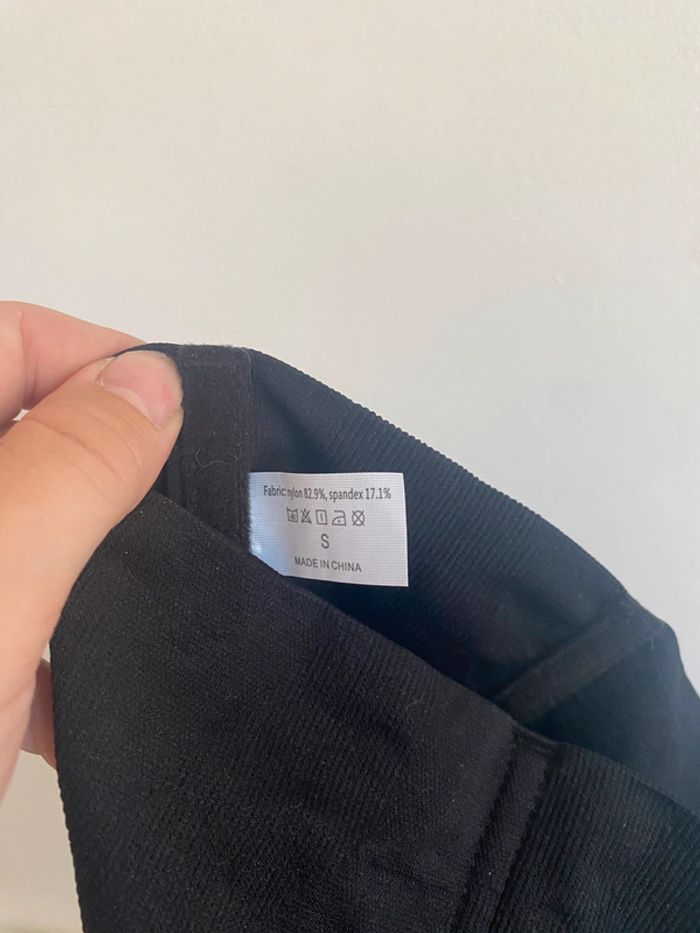 Fabric: nylon 82.9%, spandex 17.1%
S
MADE IN CHINA